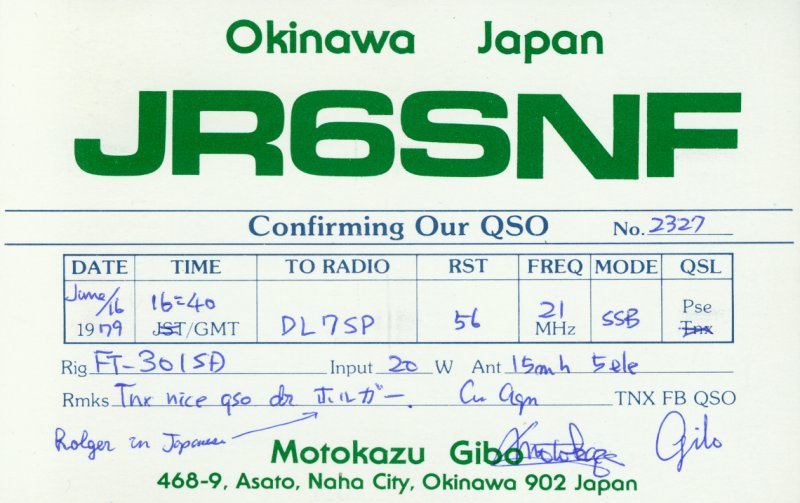 Okinawa Japan
JR6SNF
Confirming Our QSO No. 2327
DATE TIME TO RADIO RST FREQ MODE QSL
June/16 1979 16=40 JST/GMT DL7SP 56 21 MHz SSB Pse Tnx
Rig FT-301SD Input 20 W Ant 15mh 5ele
Rmks Tnx nice qso dr ホルガー. Cu Agn TNX FB QSO
Holger in Japanese
Motokazu Gibo Motokazu Gibo
468-9, Asato, Naha City, Okinawa 902 Japan